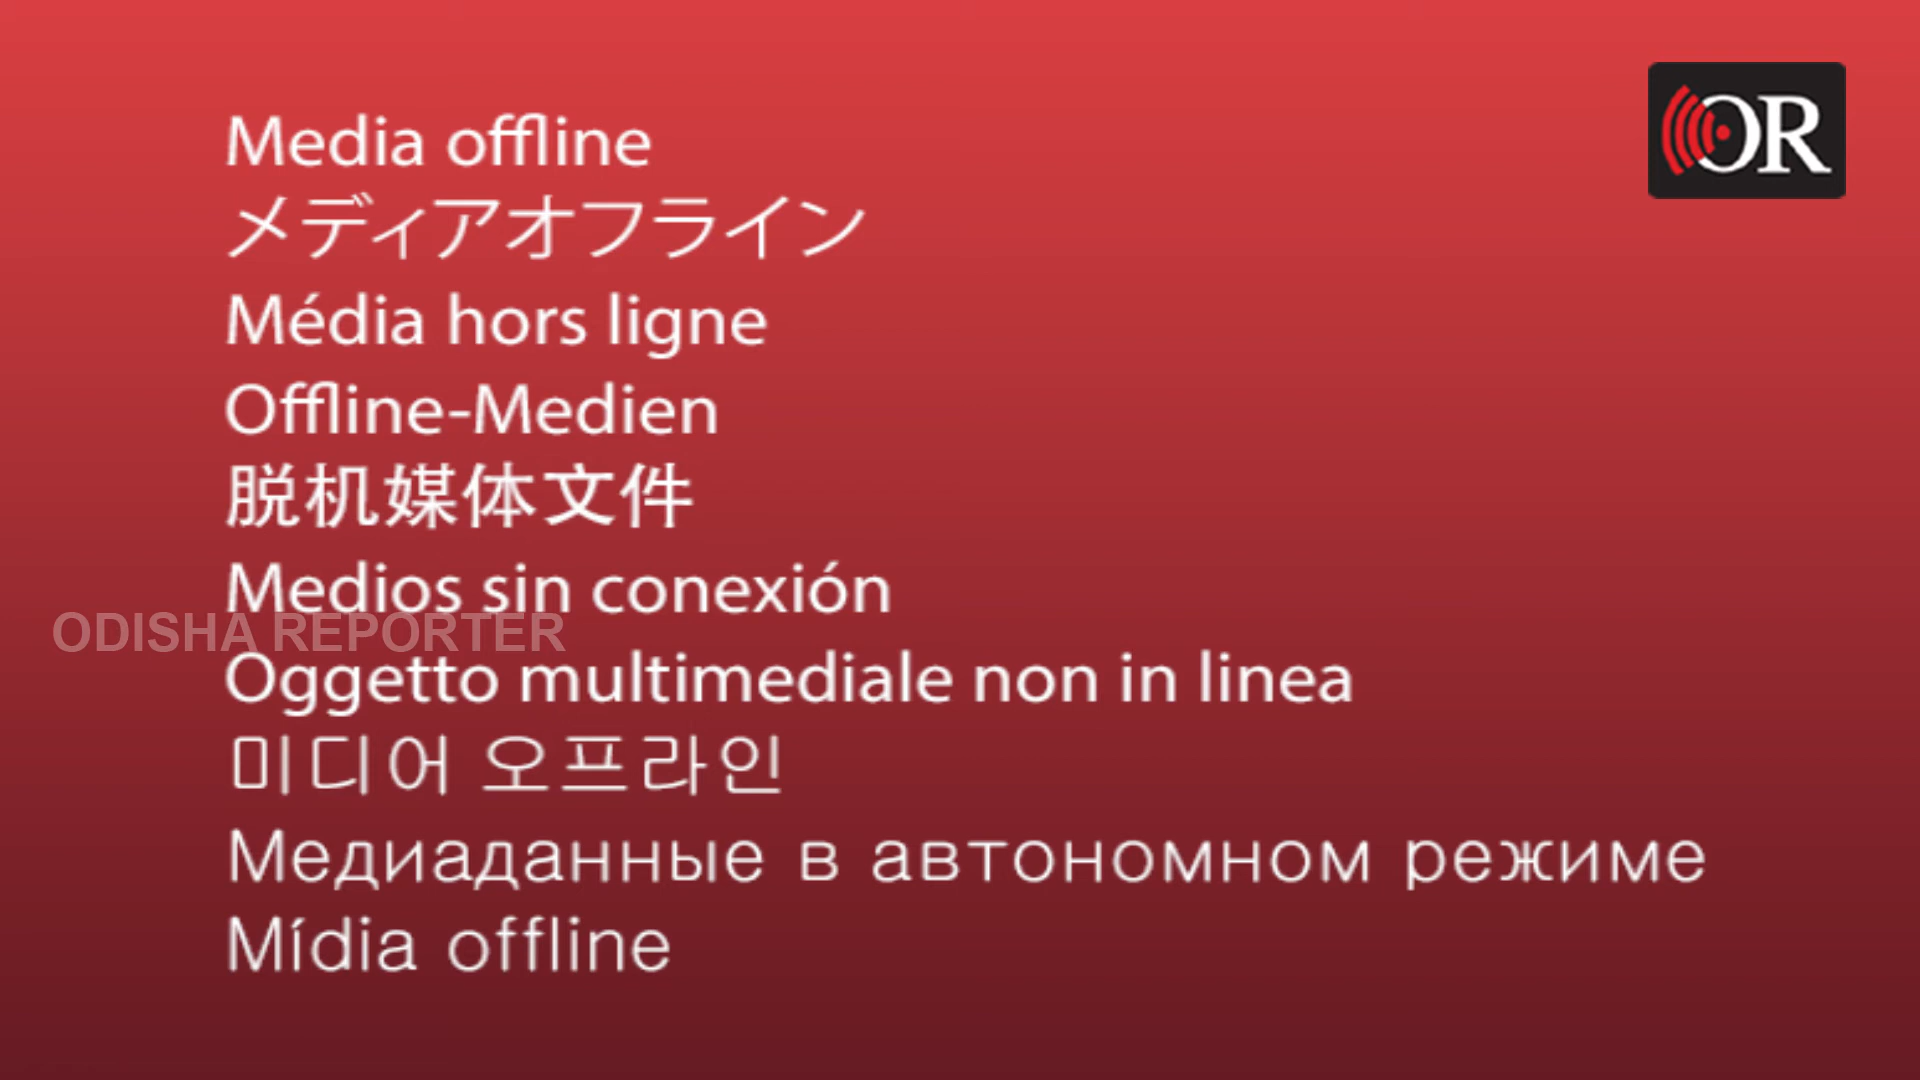 OR
Media offline
メディアオフライン
Média hors ligne
Offline-Medien
脱机媒体文件
Medios sin conexión
ODISHA REPORTER
Oggetto multimediale non in linea
미디어 오프라인
Медиаданные в автономном режиме
Mídia offline